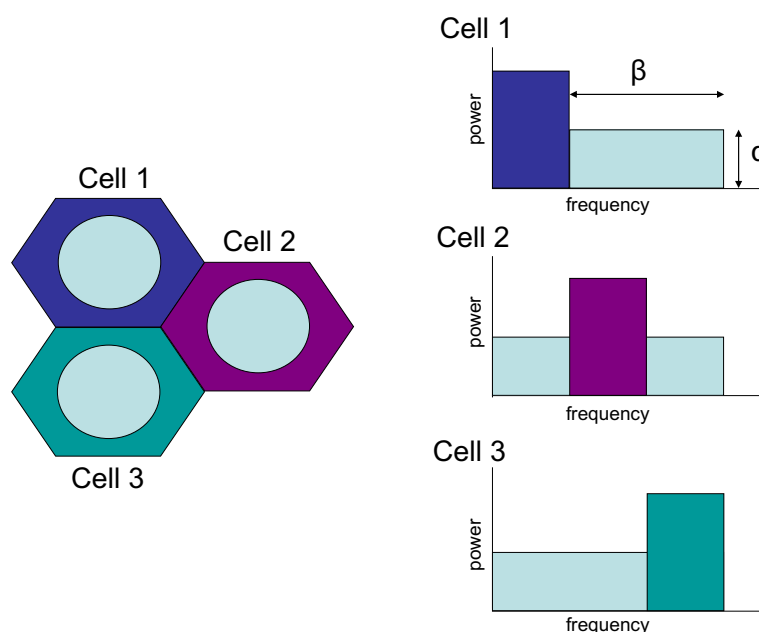 Cell 1
Cell 2
Cell 3
Cell 1
β
power
frequency
Cell 2
power
frequency
Cell 3
power
frequency